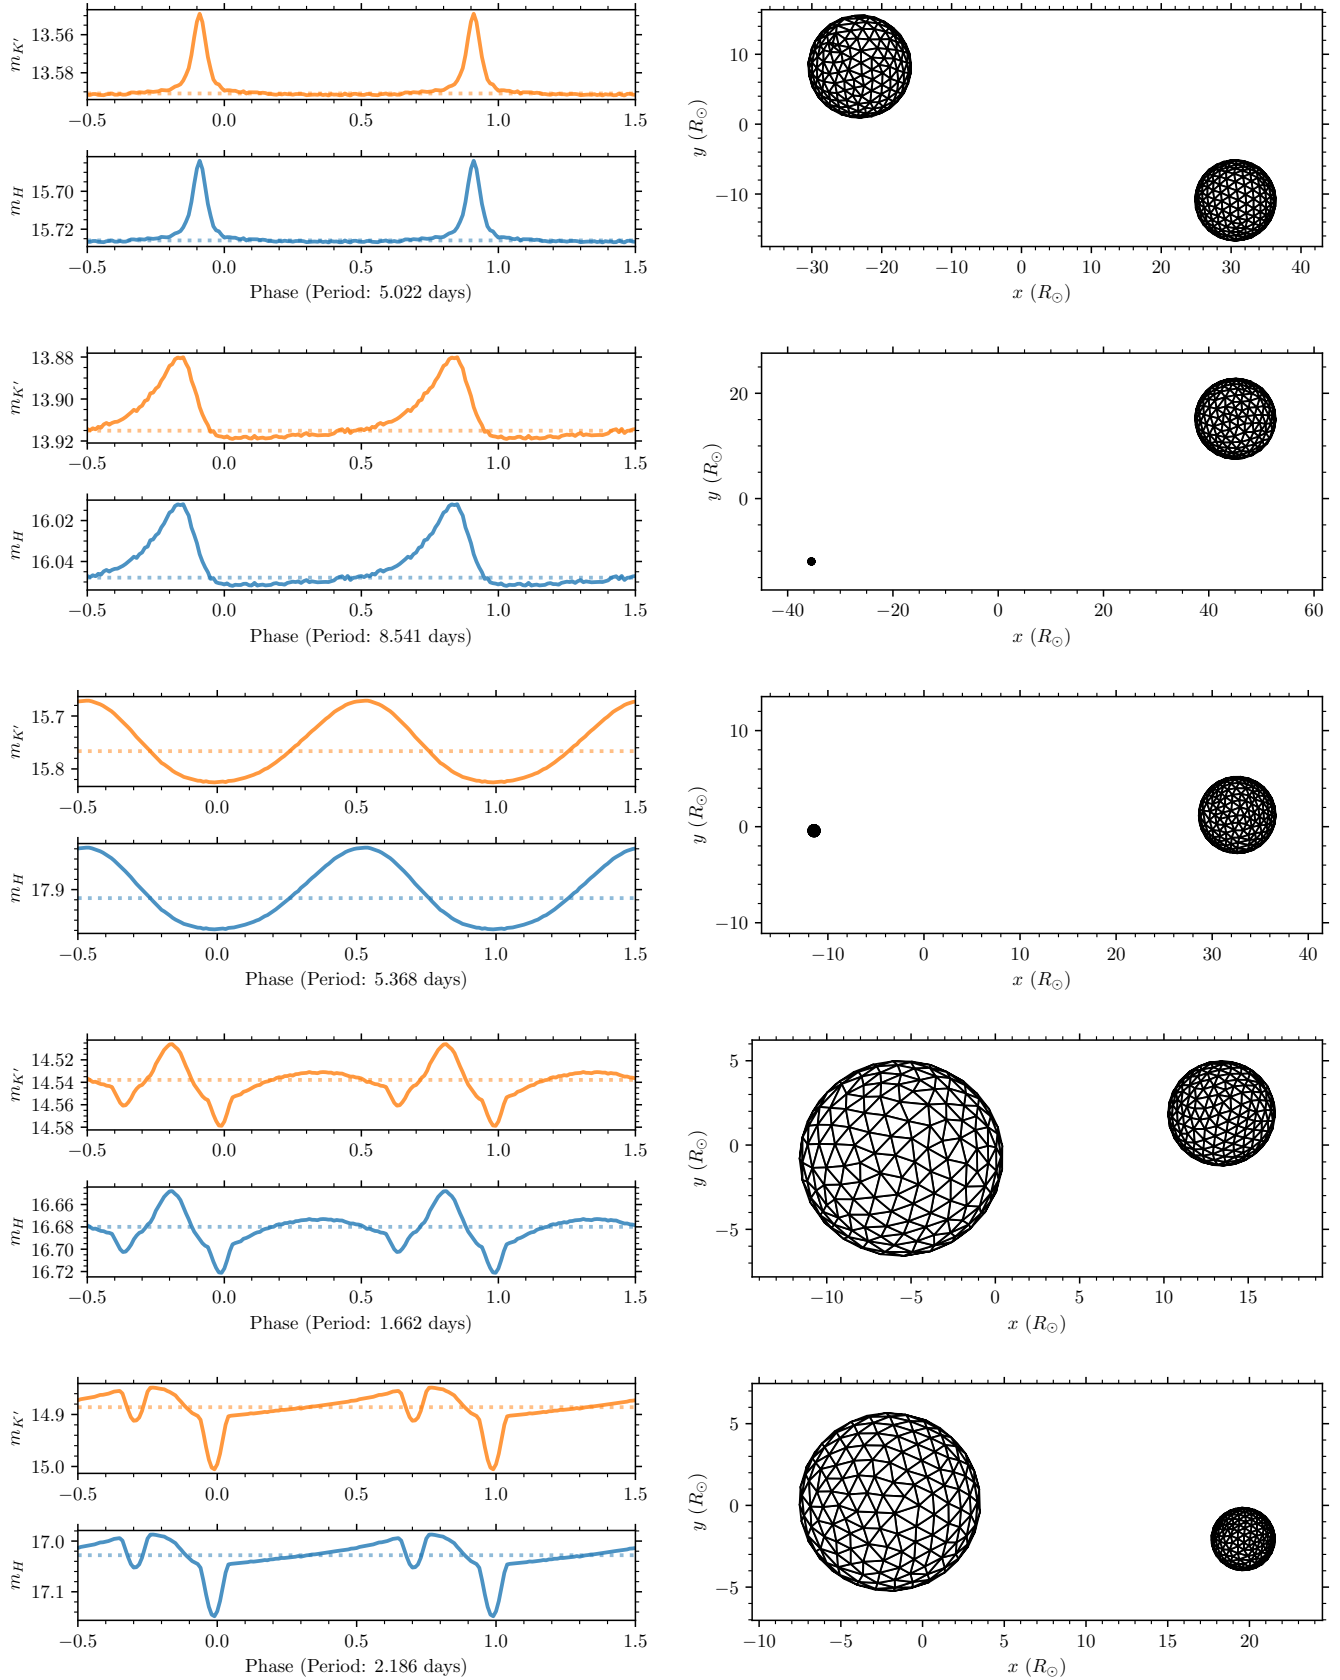 13.56
13.58
m_{K'}
−0.5 0.0 0.5 1.0 1.5
15.70
15.72
m_H
−0.5 0.0 0.5 1.0 1.5
Phase (Period: 5.022 days)
10
0
−10
y (R_⊙)
−30 −20 −10 0 10 20 30 40
x (R_⊙)
13.88
13.90
13.92
m_{K'}
−0.5 0.0 0.5 1.0 1.5
16.02
16.04
m_H
−0.5 0.0 0.5 1.0 1.5
Phase (Period: 8.541 days)
20
0
y (R_⊙)
−40 −20 0 20 40 60
x (R_⊙)
15.7
15.8
m_{K'}
−0.5 0.0 0.5 1.0 1.5
17.9
m_H
−0.5 0.0 0.5 1.0 1.5
Phase (Period: 5.368 days)
10
0
−10
y (R_⊙)
−10 0 10 20 30 40
x (R_⊙)
14.52
14.54
14.56
14.58
m_{K'}
−0.5 0.0 0.5 1.0 1.5
16.66
16.68
16.70
16.72
m_H
−0.5 0.0 0.5 1.0 1.5
Phase (Period: 1.662 days)
5
0
−5
y (R_⊙)
−10 −5 0 5 10 15
x (R_⊙)
14.9
15.0
m_{K'}
−0.5 0.0 0.5 1.0 1.5
17.0
17.1
m_H
−0.5 0.0 0.5 1.0 1.5
Phase (Period: 2.186 days)
5
0
−5
y (R_⊙)
−10 −5 0 5 10 15 20
x (R_⊙)